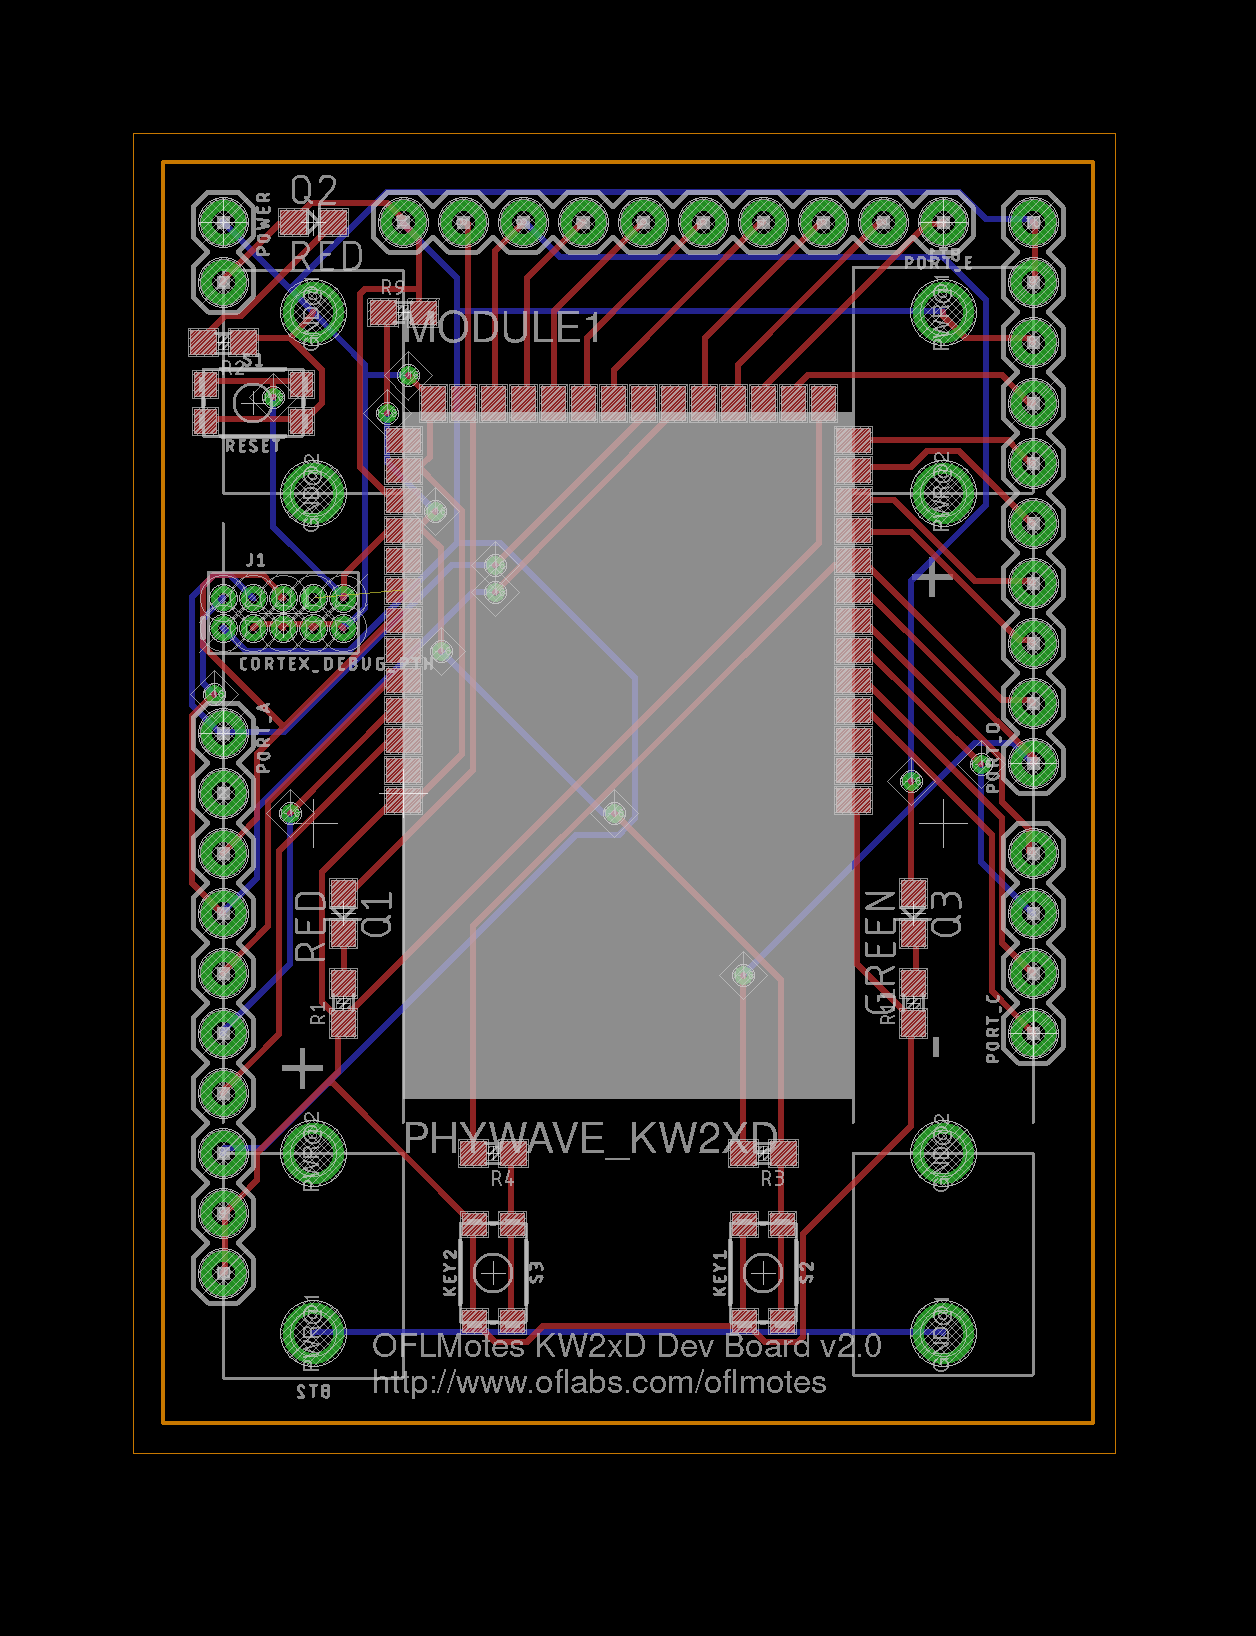 Q2
POWER
RED
PORT_E
GND@1
R9
PWR@1
MODULE1
S1
R2
RESET
GND@2
PWR@2
J1
CORTEX_DEBUG_PTH
PORT_A
PORT_D
RED
Q1
GREEN
Q3
R1
PORT_C
+
+
-
PHYWAVE_KW2XD
PWR@2
GND@2
R4
R3
KEY2
S3
KEY1
S2
PWR@1
GND@1
OFLMotes KW2xD Dev Board v2.0
http://www.oflabs.com/oflmotes
BT2